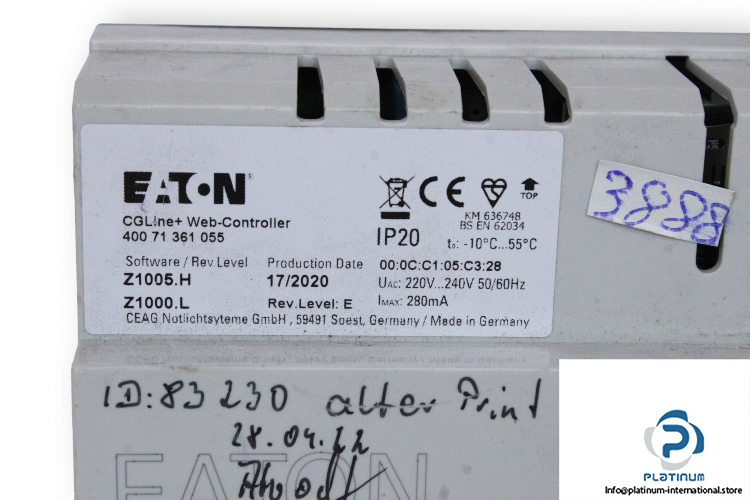 EATON
CGLine+ Web-Controller
400 71 361 055
IP20
KM 636748
BS EN 62034
TOP
tₐ: -10°C...55°C
Software / Rev.Level
Production Date
00:0C:C1:05:C3:28
Z1005.H
17/2020
UAC: 220V...240V 50/60Hz
Z1000.L
Rev.Level: E
IMAX: 280mA
CEAG Notlichtsyteme GmbH , 59491 Soest, Germany / Made in Germany
3988
ID: 83230 alter Print
28.04.22
EATON
PLATINUM
Info@platinum-international.store